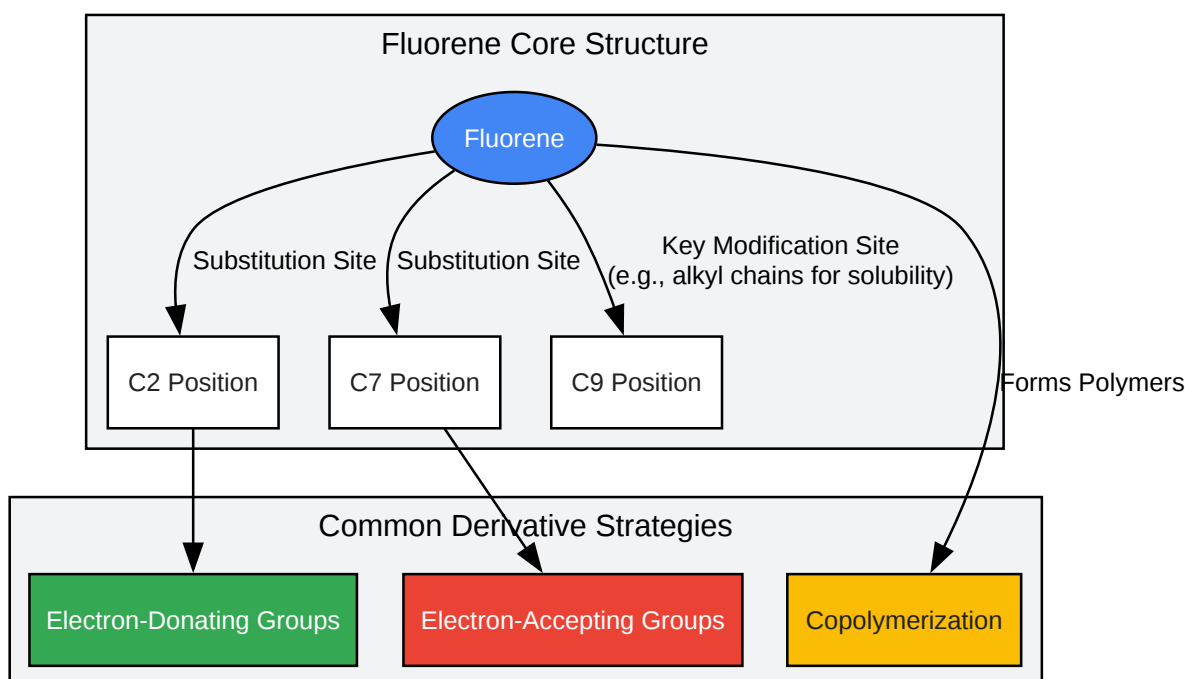 Fluorene Core Structure
Fluorene
Substitution Site
Substitution Site
Key Modification Site
(e.g., alkyl chains for solubility)
C2 Position
C7 Position
C9 Position
Forms Polymers
Common Derivative Strategies
Electron-Donating Groups
Electron-Accepting Groups
Copolymerization